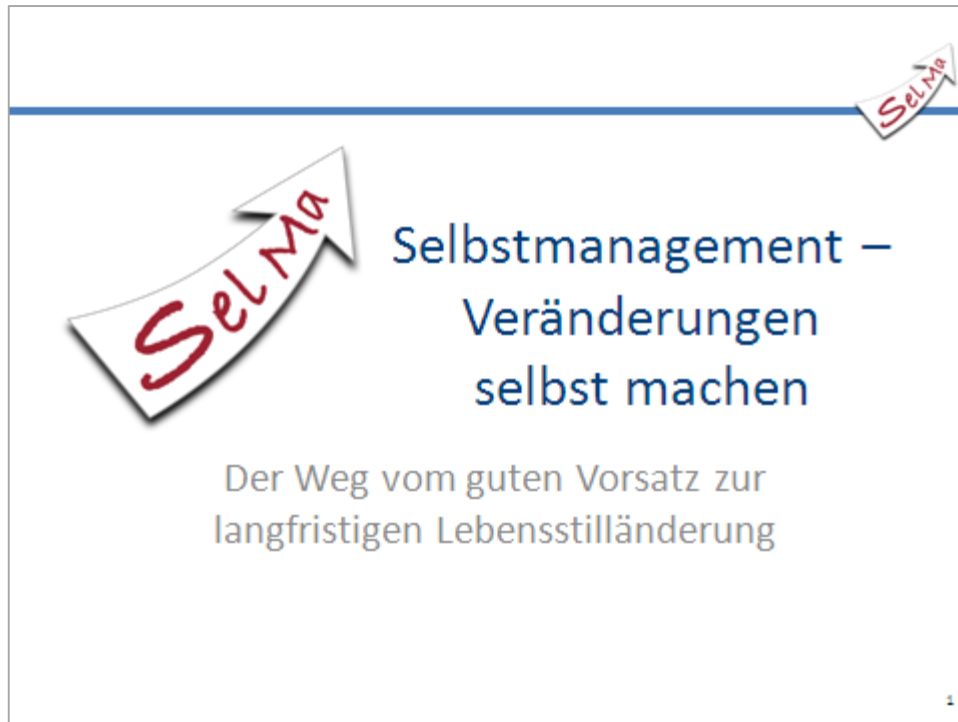 SelMa
SelMa
Selbstmanagement –
Veränderungen
selbst machen
Der Weg vom guten Vorsatz zur
langfristigen Lebensstilländerung
1